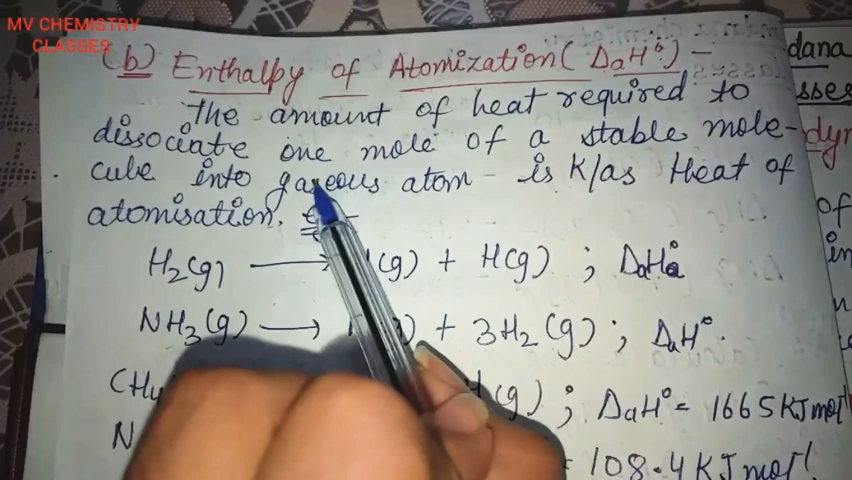 MV CHEMISTRY
CLASSES
(b) Enthalpy of Atomization (ΔaH°) -
The amount of heat required to
dissociate one mole of a stable mole-
cule into gaseous atom - is K/as Heat of
atomisation.
H2(g) → (g) + H(g) ; ΔaH°
NH3(g) → + 3H2(g) ; ΔaH°.
CH4 (g) ; ΔaH° = 1665 KJ mol
N = 108.4 KJ mol
dana
sses
dyn
of
in